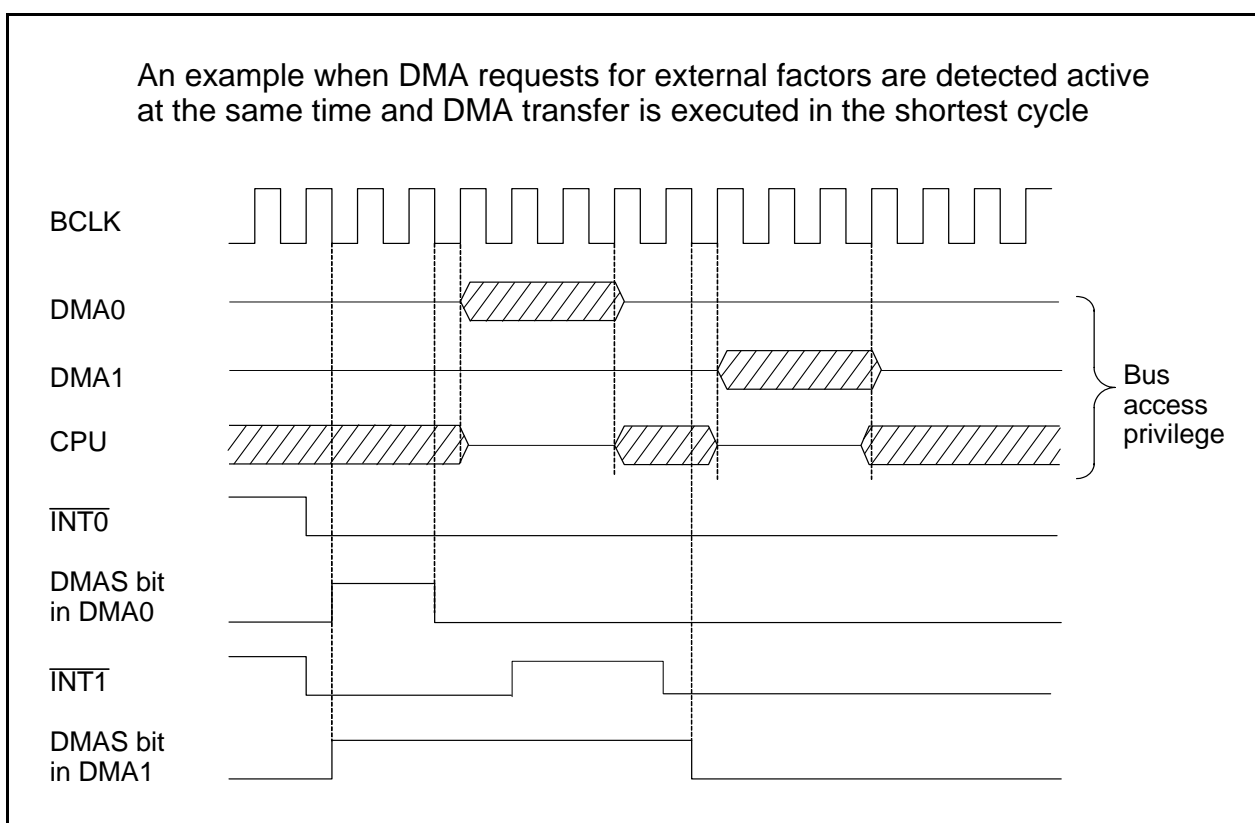 An example when DMA requests for external factors are detected active
at the same time and DMA transfer is executed in the shortest cycle
BCLK
DMA0
DMA1
CPU
Bus
access
privilege
INT0
DMAS bit
in DMA0
INT1
DMAS bit
in DMA1